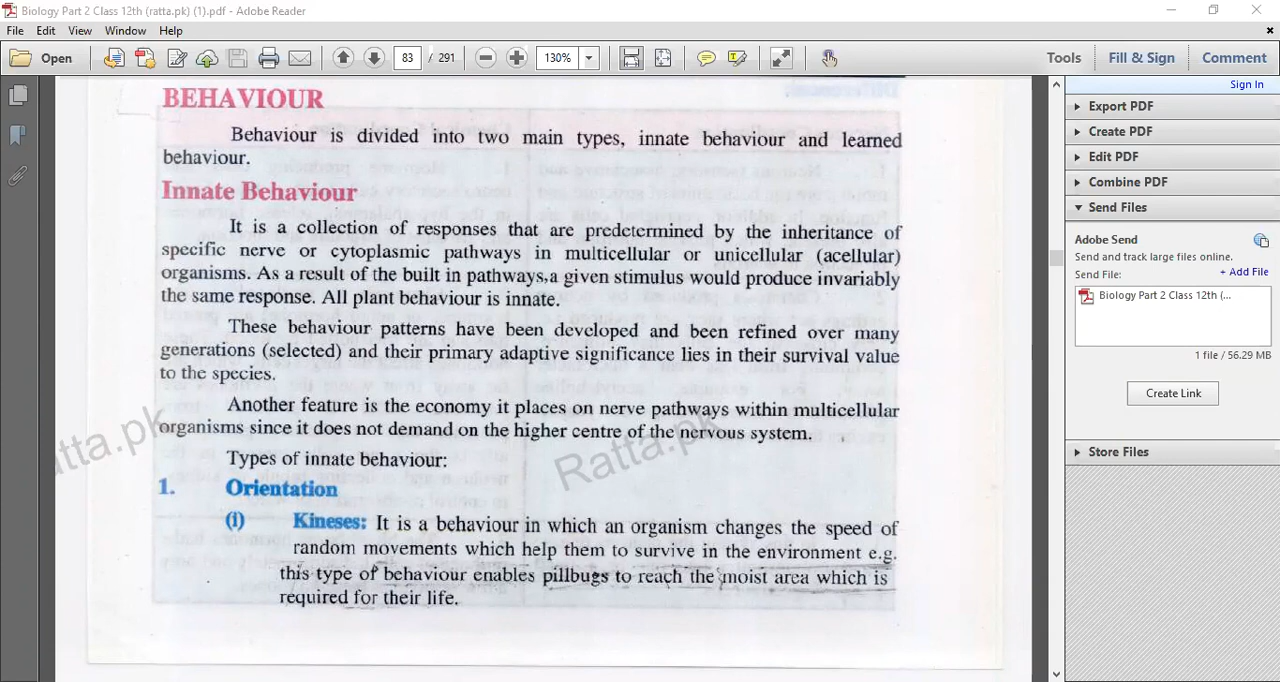 Biology Part 2 Class 12th (ratta.pk) (1).pdf - Adobe Reader
File Edit View Window Help
Open 83 / 291 130% Tools Fill & Sign Comment
BEHAVIOUR
Behaviour is divided into two main types, innate behaviour and learned
behaviour.
Innate Behaviour
It is a collection of responses that are predetermined by the inheritance of
specific nerve or cytoplasmic pathways in multicellular or unicellular (acellular)
organisms. As a result of the built in pathways,a given stimulus would produce invariably
the same response. All plant behaviour is innate.
These behaviour patterns have been developed and been refined over many
generations (selected) and their primary adaptive significance lies in their survival value
to the species.
Another feature is the economy it places on nerve pathways within multicellular
organisms since it does not demand on the higher centre of the nervous system.
Types of innate behaviour:
1. Orientation
(i) Kineses: It is a behaviour in which an organism changes the speed of
random movements which help them to survive in the environment e.g.
this type of behaviour enables pillbugs to reach the moist area which is
required for their life.
atta.pk
Ratta.pk
Sign In
Export PDF
Create PDF
Edit PDF
Combine PDF
Send Files
Adobe Send
Send and track large files online.
Send File:
+ Add File
Biology Part 2 Class 12th (...
1 file / 56.29 MB
Create Link
Store Files